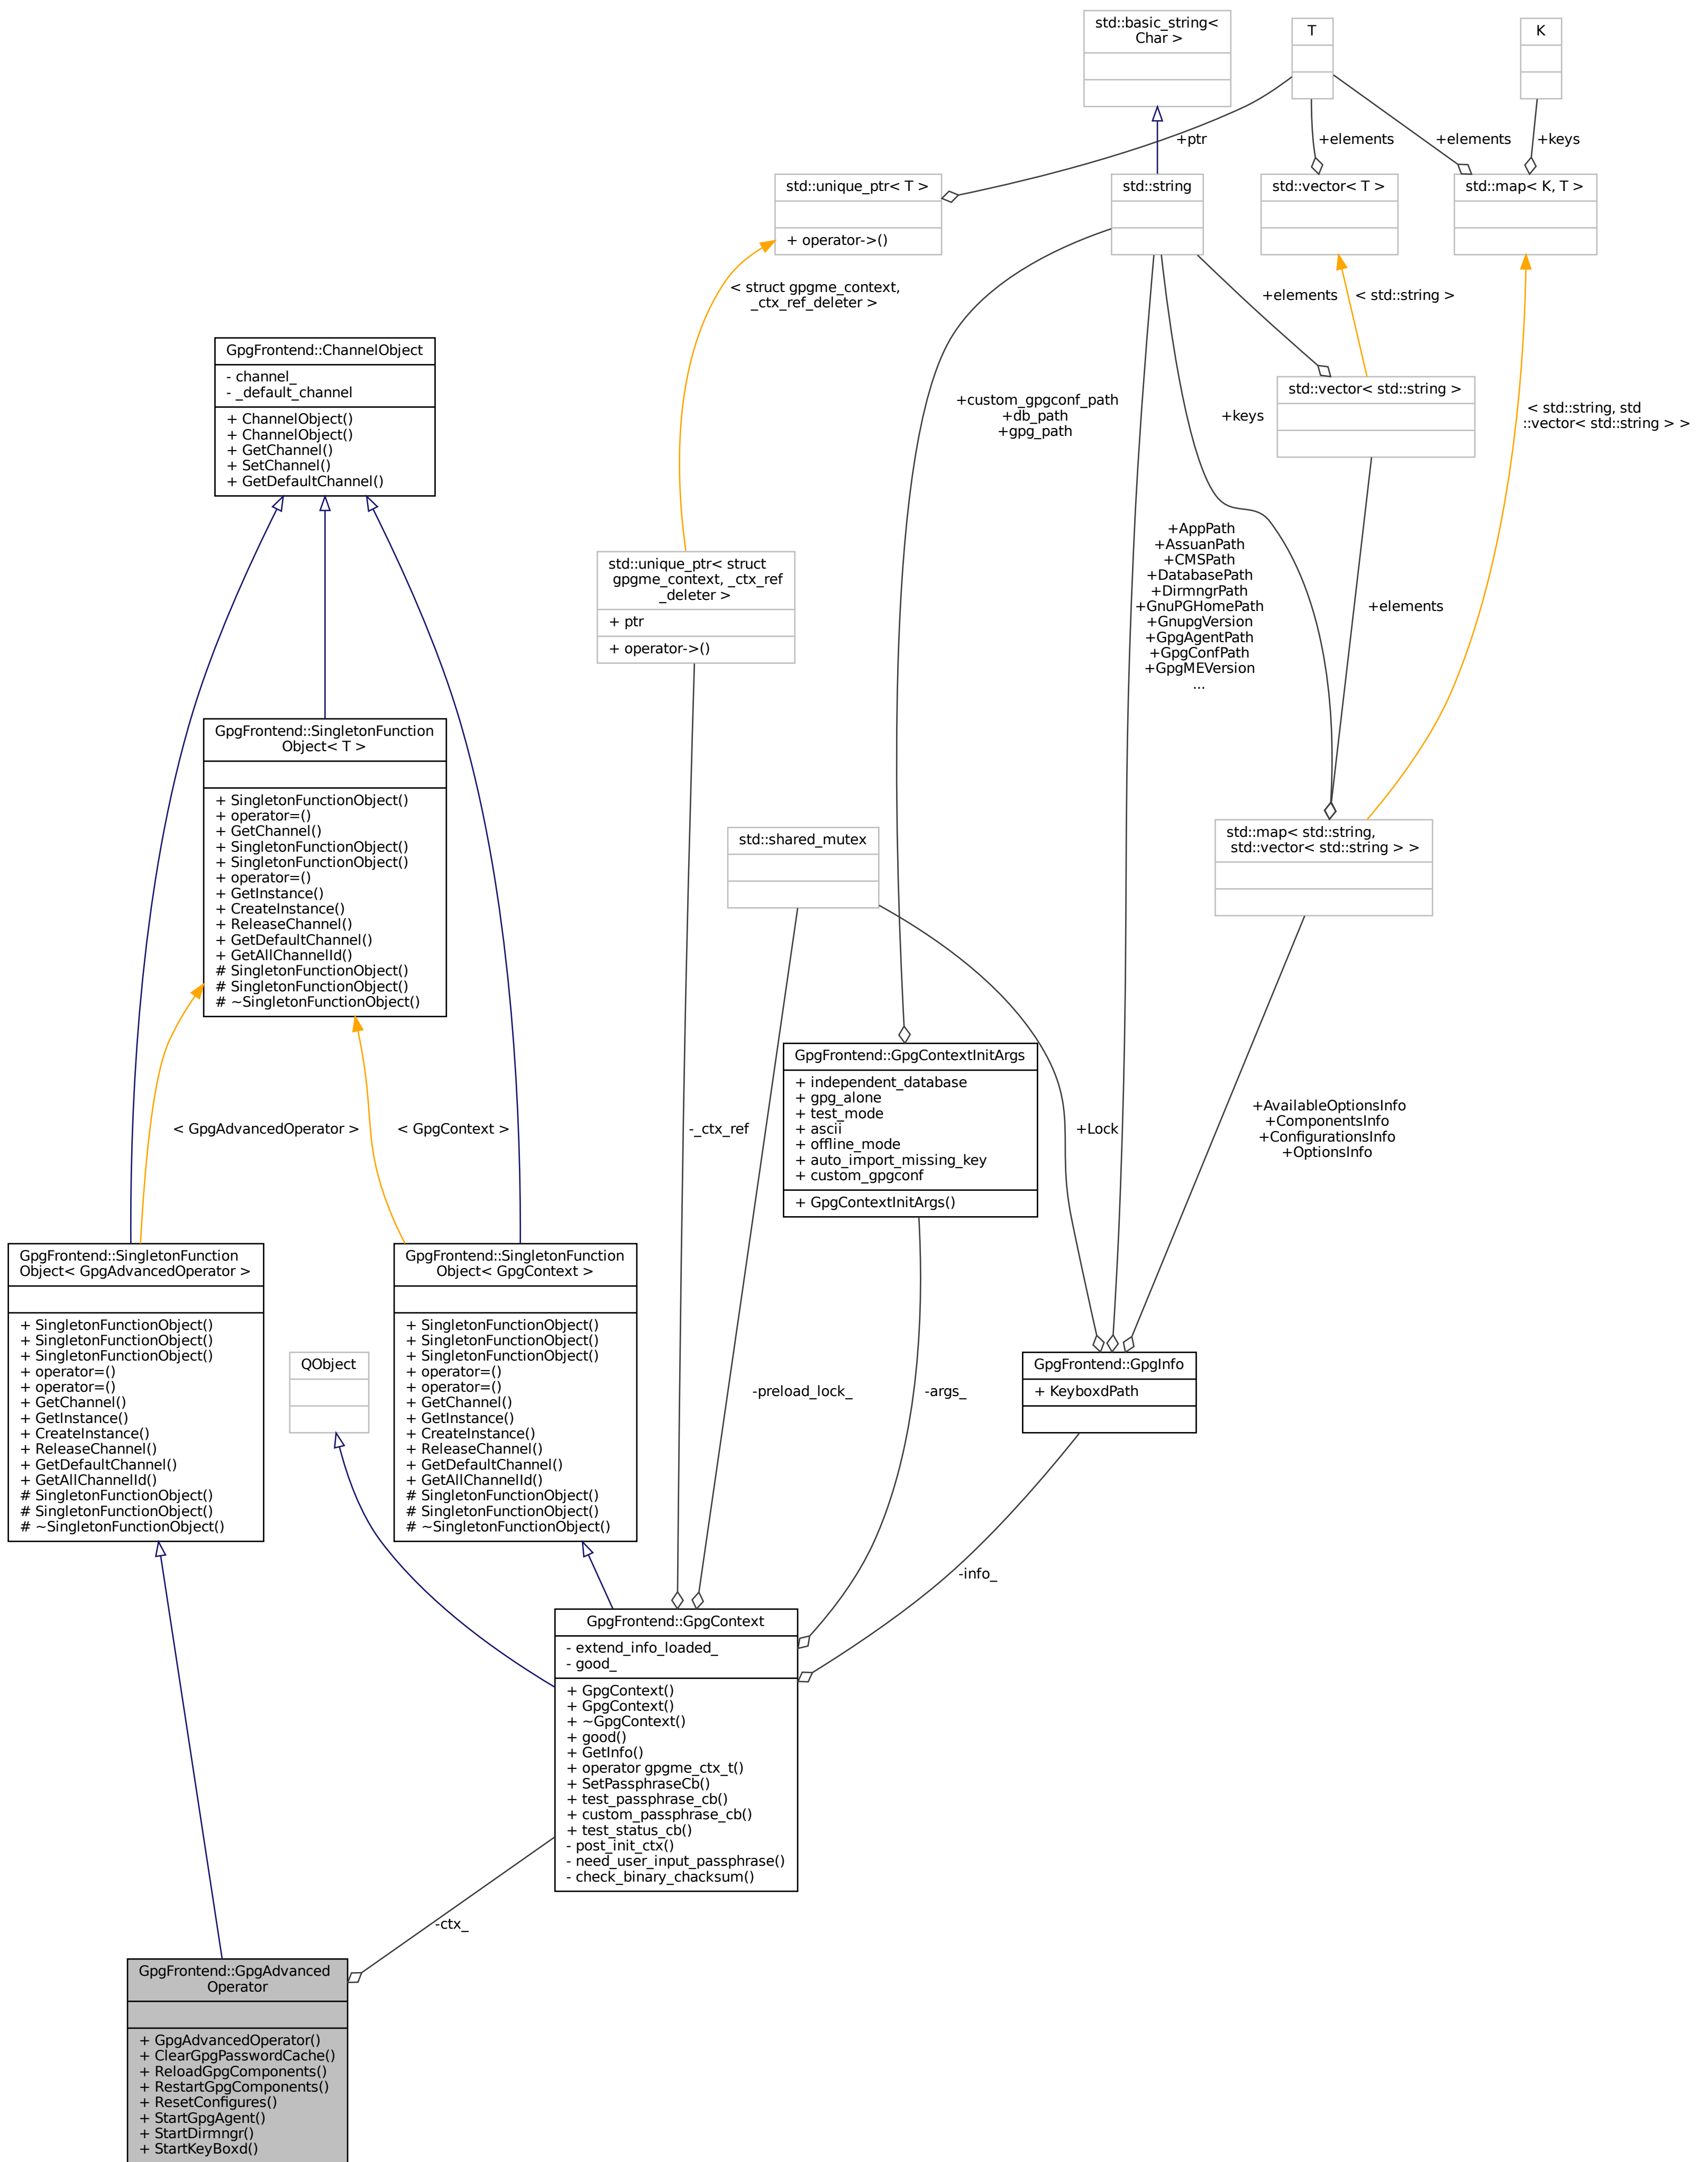 std::basic_string<
Char >
T
K
+ptr
+elements
+elements
+keys
std::unique_ptr< T >
+ operator->()
std::string
std::vector< T >
std::map< K, T >
< struct gpgme_context,
_ctx_ref_deleter >
+elements
< std::string >
GpgFrontend::ChannelObject
- channel_
- _default_channel
+ ChannelObject()
+ ChannelObject()
+ GetChannel()
+ SetChannel()
+ GetDefaultChannel()
+custom_gpgconf_path
+db_path
+gpg_path
+keys
std::vector< std::string >
< std::string, std
::vector< std::string > >
std::unique_ptr< struct
gpgme_context, _ctx_ref
_deleter >
+ ptr
+ operator->()
+AppPath
+AssuanPath
+CMSPath
+DatabasePath
+DirmngrPath
+GnuPGHomePath
+GnupgVersion
+GpgAgentPath
+GpgConfPath
+GpgMEVersion
...
+elements
GpgFrontend::SingletonFunction
Object< T >
+ SingletonFunctionObject()
+ operator=()
+ GetChannel()
+ SingletonFunctionObject()
+ SingletonFunctionObject()
+ operator=()
+ GetInstance()
+ CreateInstance()
+ ReleaseChannel()
+ GetDefaultChannel()
+ GetAllChannelId()
# SingletonFunctionObject()
# SingletonFunctionObject()
# ~SingletonFunctionObject()
std::shared_mutex
std::map< std::string,
std::vector< std::string > >
GpgFrontend::GpgContextInitArgs
+ independent_database
+ gpg_alone
+ test_mode
+ ascii
+ offline_mode
+ auto_import_missing_key
+ custom_gpgconf
+ GpgContextInitArgs()
< GpgAdvancedOperator >
< GpgContext >
-_ctx_ref
+Lock
+AvailableOptionsInfo
+ComponentsInfo
+ConfigurationsInfo
+OptionsInfo
GpgFrontend::SingletonFunction
Object< GpgAdvancedOperator >
+ SingletonFunctionObject()
+ SingletonFunctionObject()
+ SingletonFunctionObject()
+ operator=()
+ operator=()
+ GetChannel()
+ GetInstance()
+ CreateInstance()
+ ReleaseChannel()
+ GetDefaultChannel()
+ GetAllChannelId()
# SingletonFunctionObject()
# SingletonFunctionObject()
# ~SingletonFunctionObject()
QObject
GpgFrontend::SingletonFunction
Object< GpgContext >
+ SingletonFunctionObject()
+ SingletonFunctionObject()
+ SingletonFunctionObject()
+ operator=()
+ operator=()
+ GetChannel()
+ GetInstance()
+ CreateInstance()
+ ReleaseChannel()
+ GetDefaultChannel()
+ GetAllChannelId()
# SingletonFunctionObject()
# SingletonFunctionObject()
# ~SingletonFunctionObject()
-preload_lock_
-args_
GpgFrontend::GpgInfo
+ KeyboxdPath
-info_
GpgFrontend::GpgContext
- extend_info_loaded_
- good_
+ GpgContext()
+ GpgContext()
+ ~GpgContext()
+ good()
+ GetInfo()
+ operator gpgme_ctx_t()
+ SetPassphraseCb()
+ test_passphrase_cb()
+ custom_passphrase_cb()
+ test_status_cb()
- post_init_ctx()
- need_user_input_passphrase()
- check_binary_chacksum()
-ctx_
GpgFrontend::GpgAdvanced
Operator
+ GpgAdvancedOperator()
+ ClearGpgPasswordCache()
+ ReloadGpgComponents()
+ RestartGpgComponents()
+ ResetConfigures()
+ StartGpgAgent()
+ StartDirmngr()
+ StartKeyBoxd()